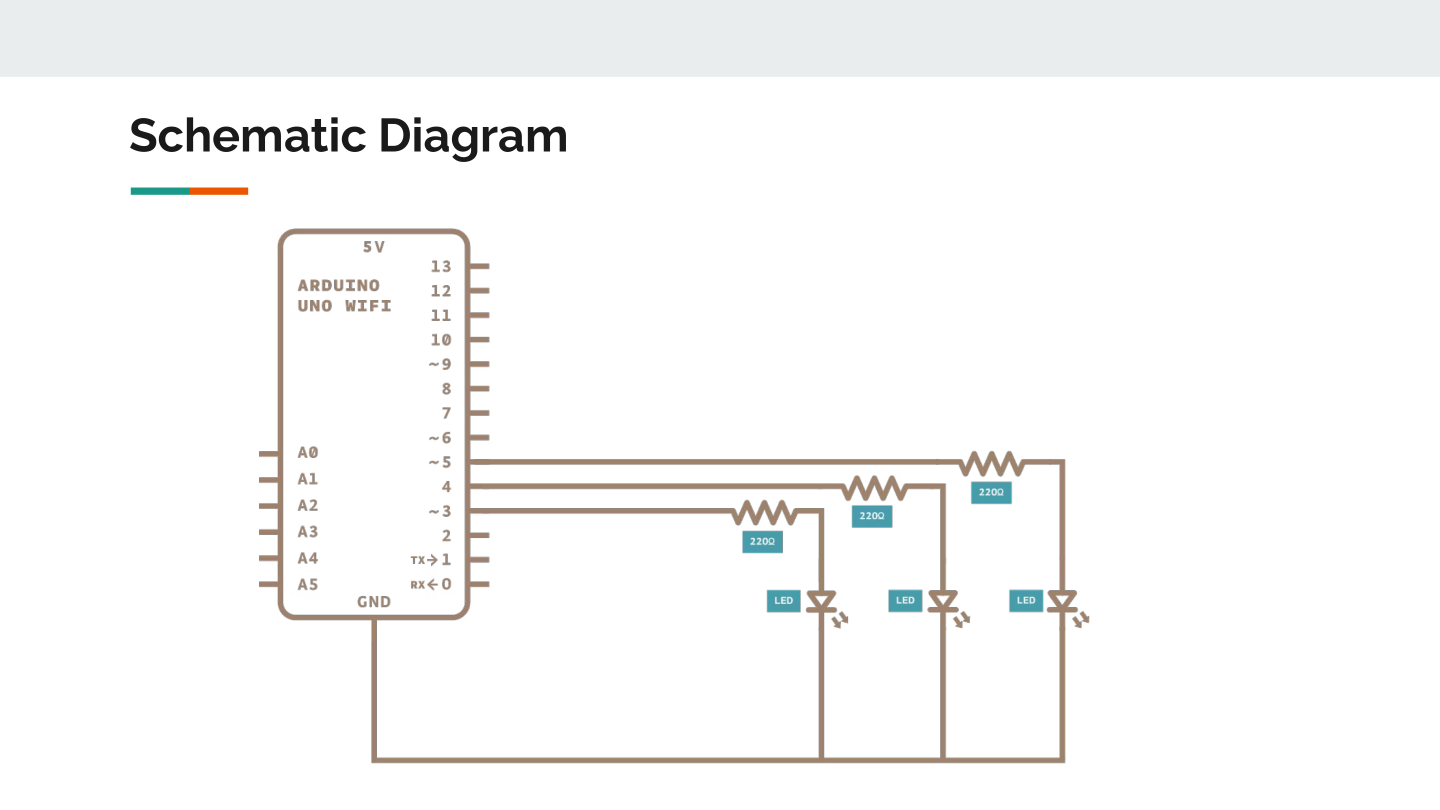 Schematic Diagram
5V
ARDUINO
UNO WIFI
13
12
11
10
~9
8
7
~6
~5
4
~3
2
TX→1
RX←0
A0
A1
A2
A3
A4
A5
GND
220Ω
220Ω
220Ω
LED
LED
LED